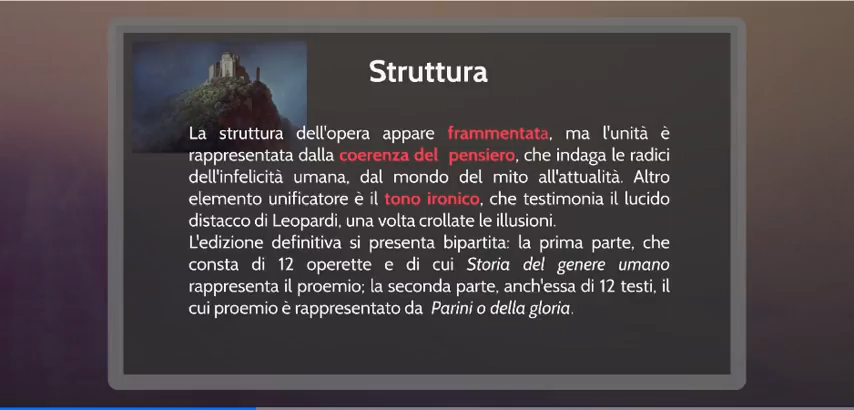 Struttura
La struttura dell'opera appare frammentata, ma l'unità è
rappresentata dalla coerenza del pensiero, che indaga le radici
dell'infelicità umana, dal mondo del mito all'attualità. Altro
elemento unificatore è il tono ironico, che testimonia il lucido
distacco di Leopardi, una volta crollate le illusioni.
L'edizione definitiva si presenta bipartita: la prima parte, che
consta di 12 operette e di cui Storia del genere umano
rappresenta il proemio; la seconda parte, anch'essa di 12 testi, il
cui proemio è rappresentato da Parini o della gloria.